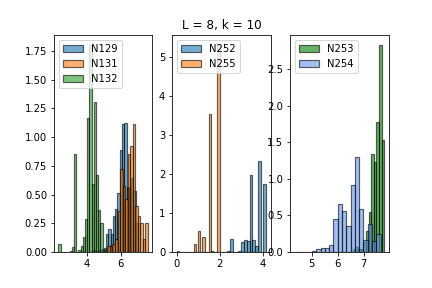 L = 8, k = 10
N129
N131
N132
1.75
1.50
1.25
1.00
0.75
0.50
0.25
0.00
4 6
N252
N255
5
4
3
2
1
0
0 2 4
N253
N254
2.5
2.0
1.5
1.0
0.5
0.0
5 6 7